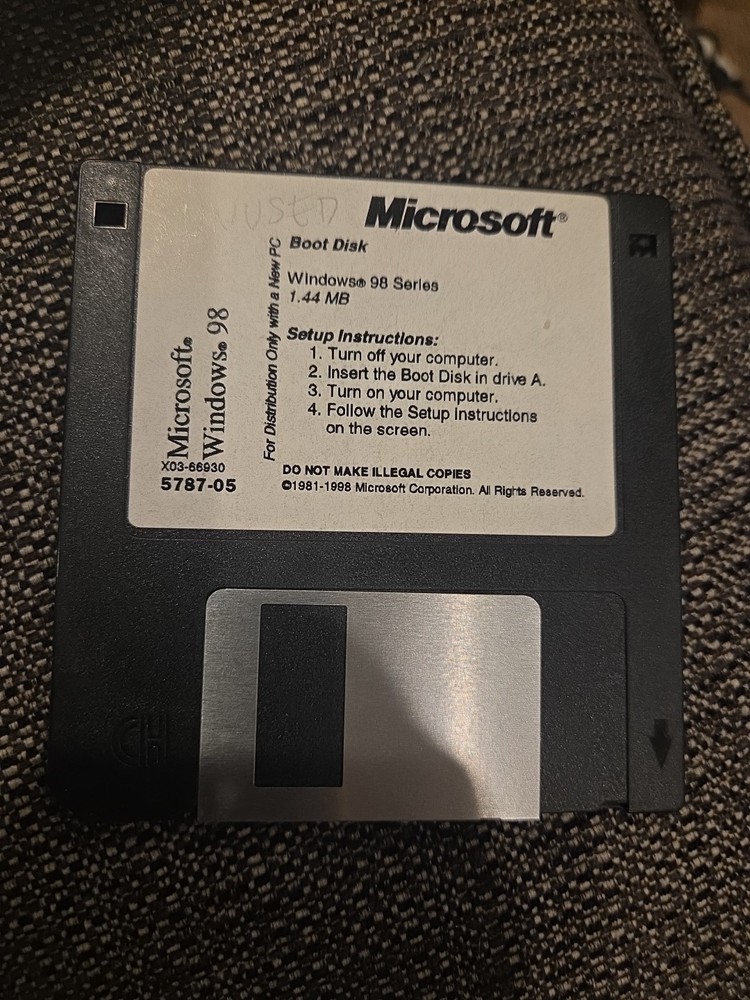 Microsoft®
Boot Disk
Windows® 98 Series
1.44 MB
Setup Instructions:
1. Turn off your computer.
2. Insert the Boot Disk in drive A.
3. Turn on your computer.
4. Follow the Setup instructions
on the screen.
DO NOT MAKE ILLEGAL COPIES
©1981-1998 Microsoft Corporation. All Rights Reserved.
For Distribution Only with a New PC
Microsoft®
Windows® 98
X03-66930
5787-05